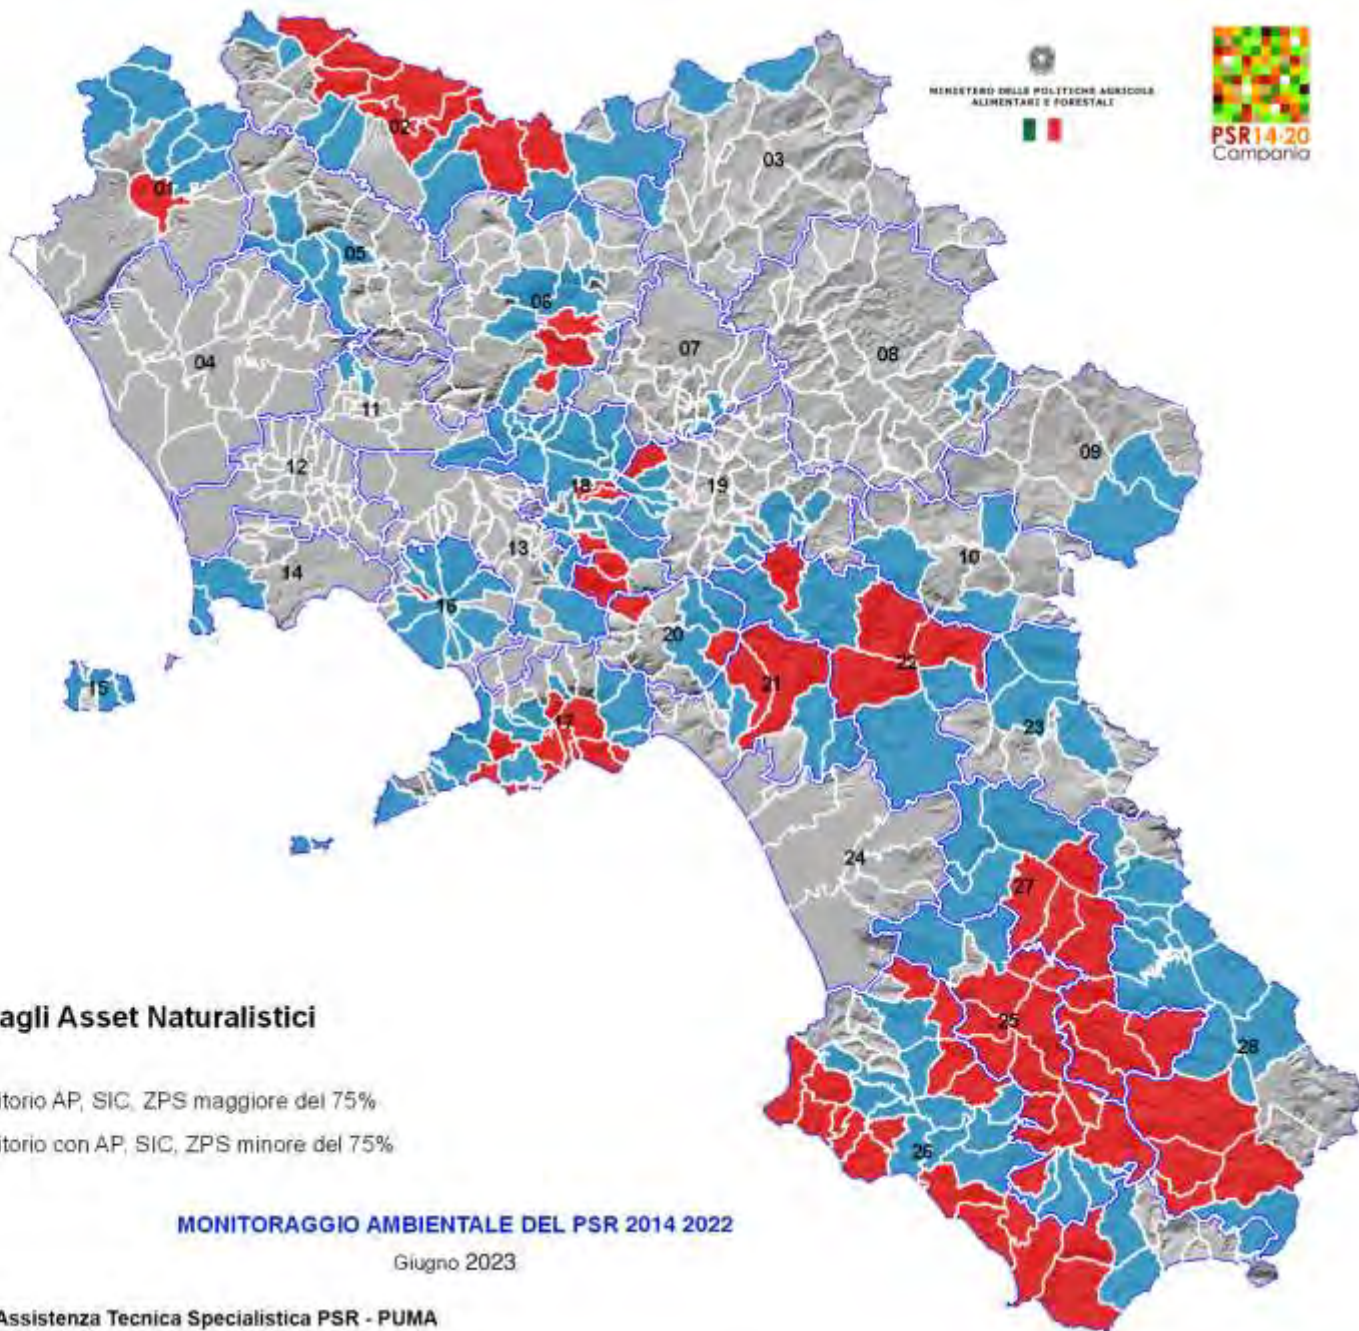 MINISTERO DELLE POLITICHE AGRICOLE
ALIMENTARI E FORESTALI
PSR14·20
Campania
01
02
03
04
05
06
07
08
09
10
11
12
13
14
15
16
17
18
19
20
21
22
23
24
25
26
27
28
agli Asset Naturalistici
itorio AP, SIC, ZPS maggiore del 75%
itorio con AP, SIC, ZPS minore del 75%
MONITORAGGIO AMBIENTALE DEL PSR 2014 2022
Giugno 2023
Assistenza Tecnica Specialistica PSR - PUMA